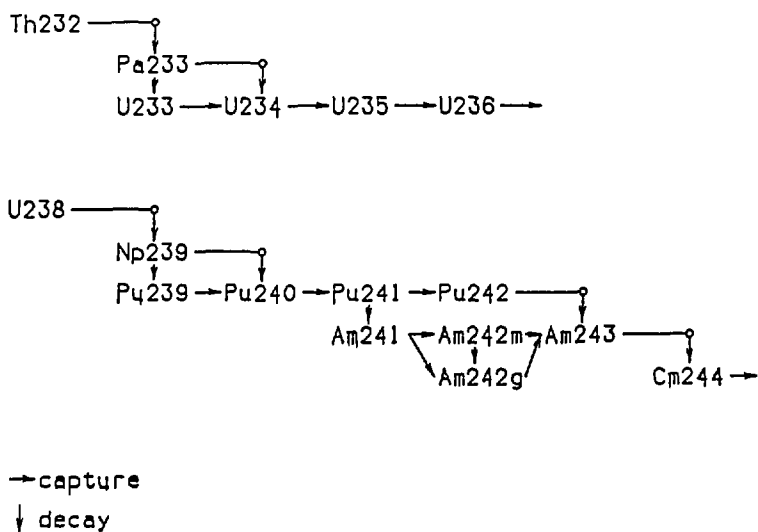 Th232
Pa233
U233 U234 U235 U236
U238
Np239
Pu239 Pu240 Pu241 Pu242
Am241 Am242m Am243
Am242g Cm244
capture
decay